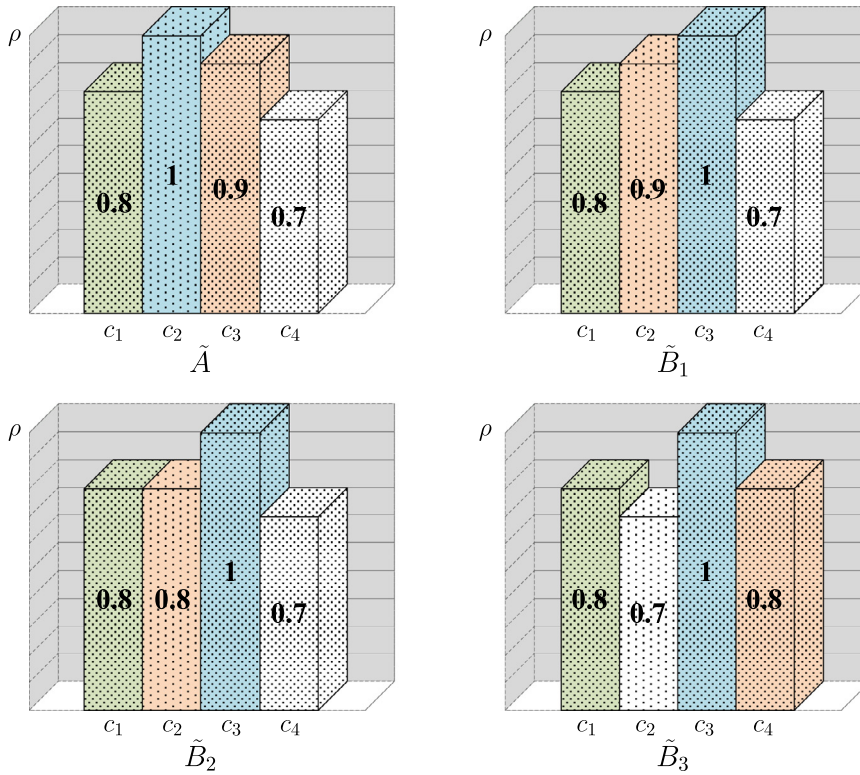 ρ ρ
1 1
0.8 0.9 0.8 0.9
0.7 0.7
c₁ c₂ c₃ c₄ c₁ c₂ c₃ c₄
Ã B̃₁
ρ ρ
1 1
0.8 0.8 0.8 0.8
0.7 0.7
c₁ c₂ c₃ c₄ c₁ c₂ c₃ c₄
B̃₂ B̃₃